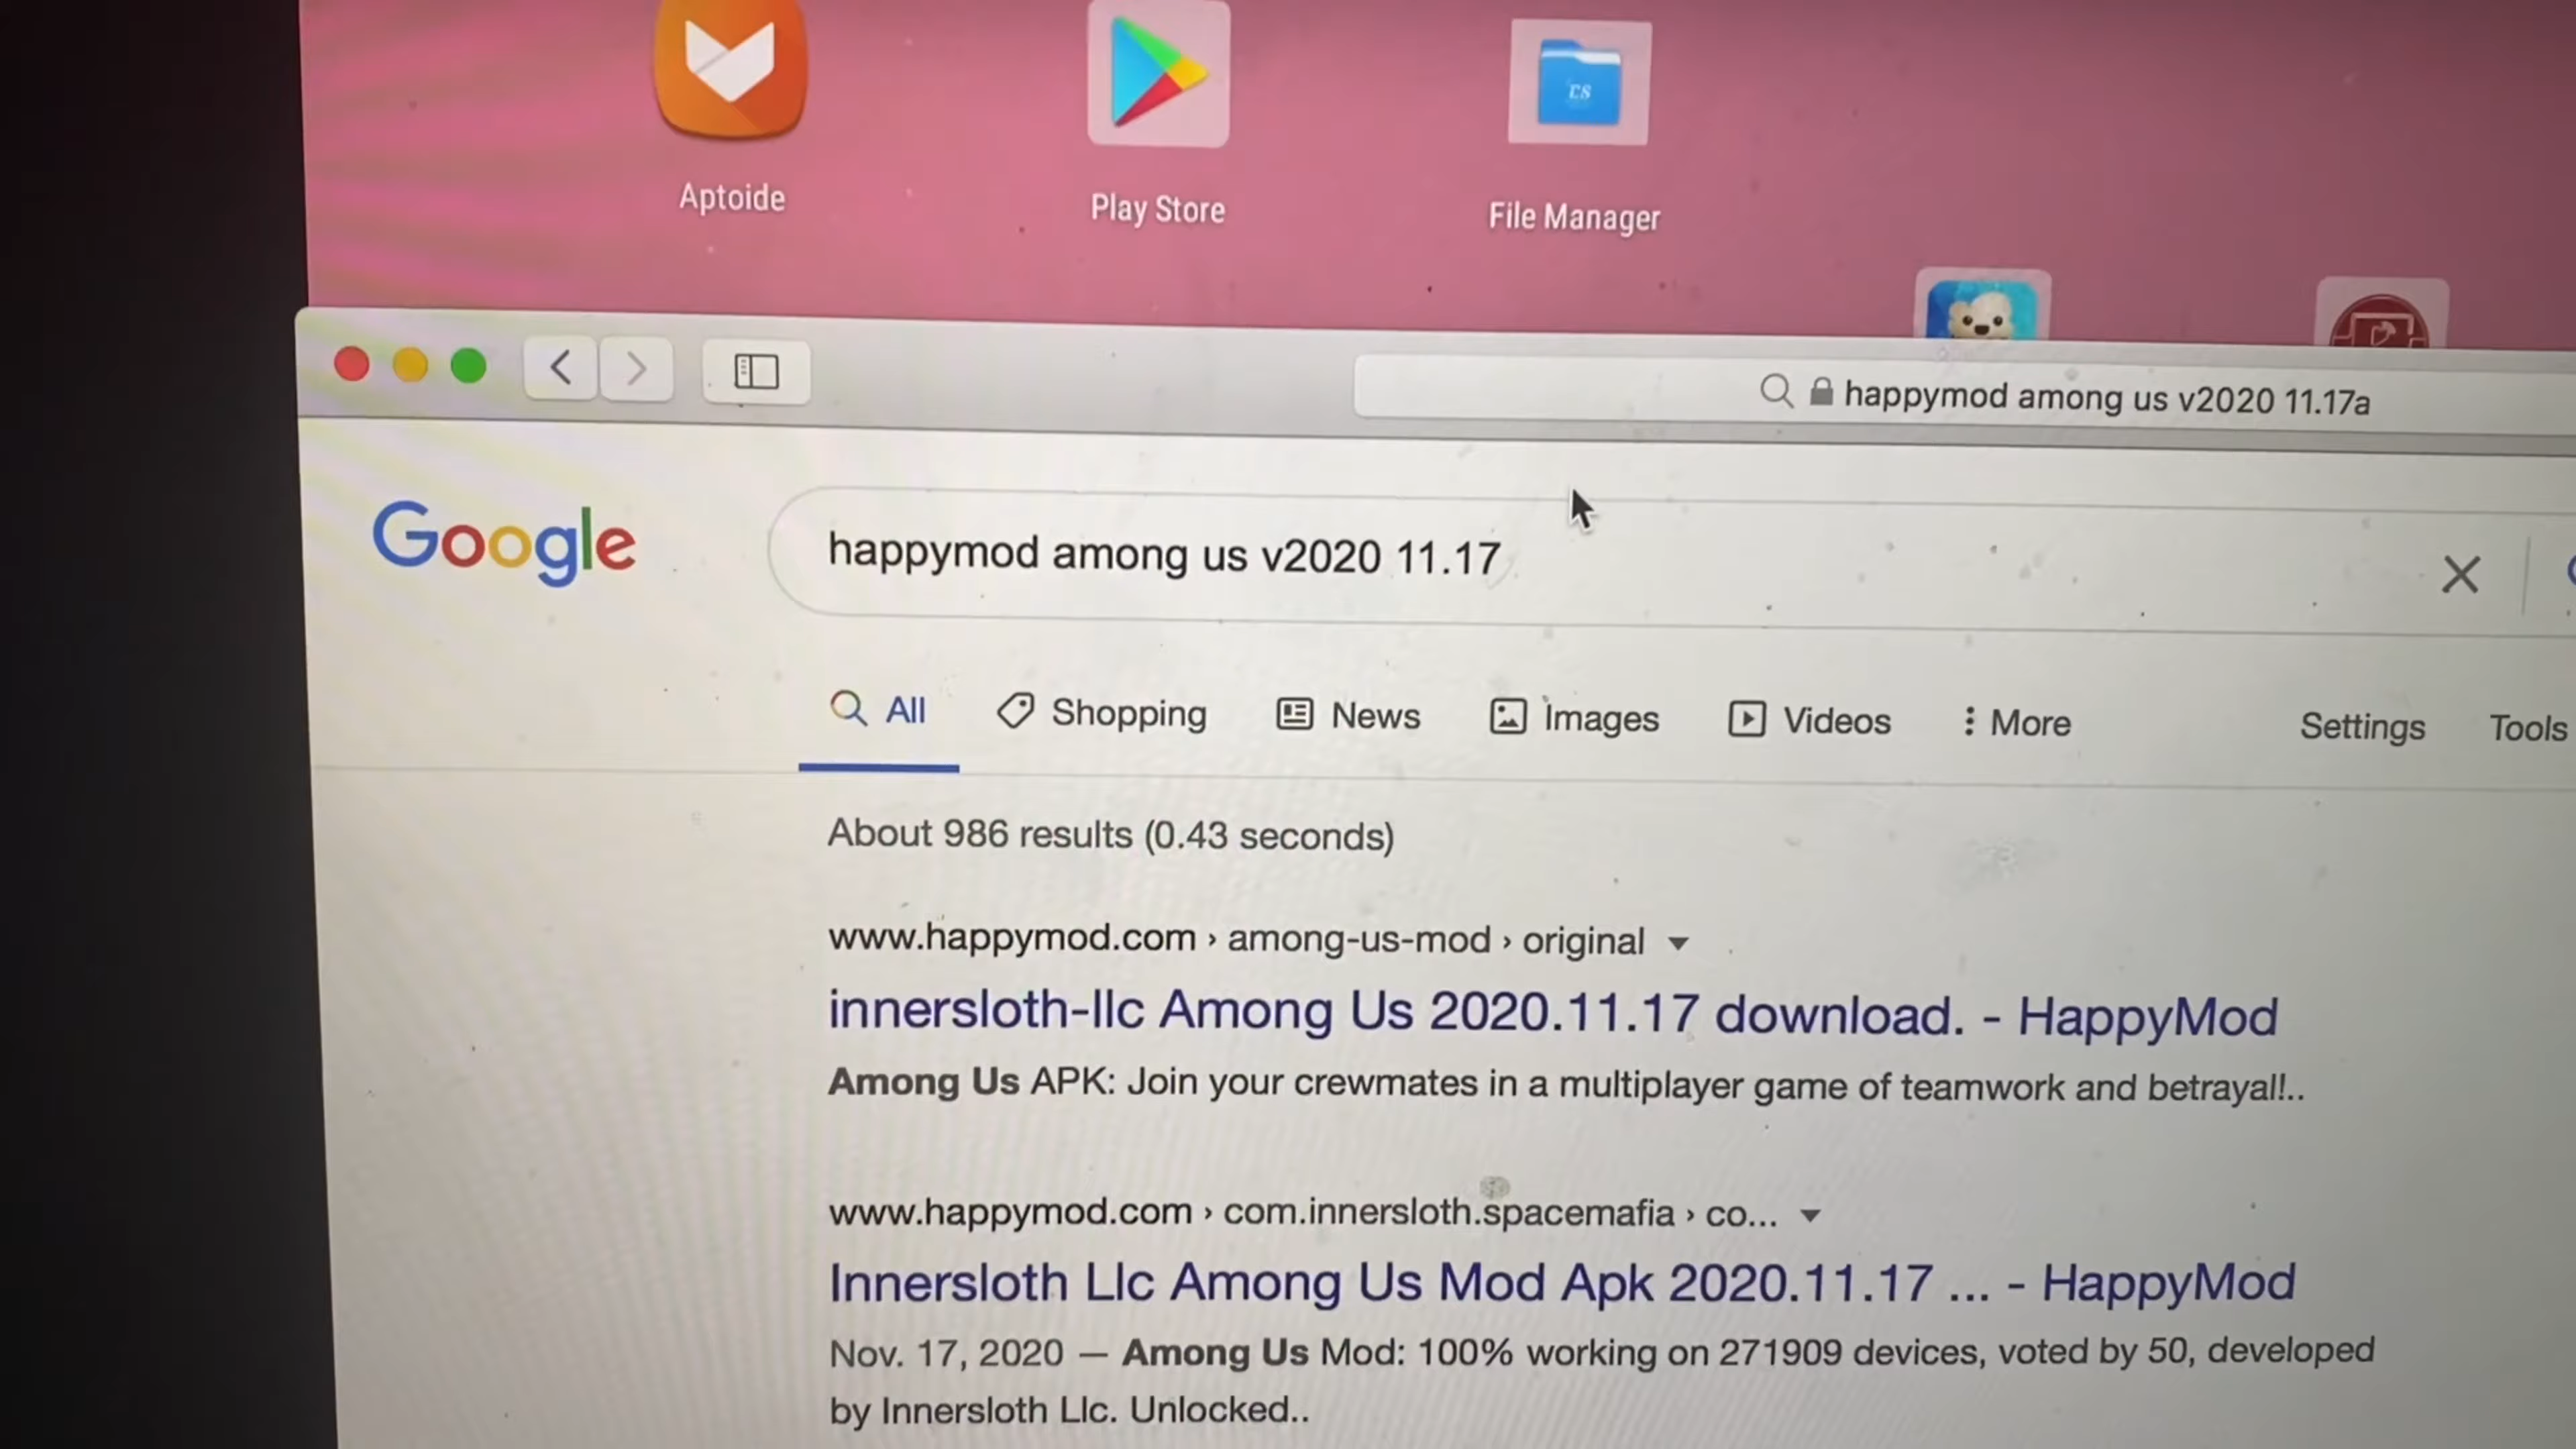 Aptoide
Play Store
CS
File Manager
happymod among us v2020 11.17a
Google
happymod among us v2020 11.17
All
Shopping
News
Images
Videos
More
Settings
Tools
About 986 results (0.43 seconds)
www.happymod.com › among-us-mod › original
innersloth-llc Among Us 2020.11.17 download. - HappyMod
Among Us APK: Join your crewmates in a multiplayer game of teamwork and betrayal!..
www.happymod.com › com.innersloth.spacemafia › co...
Innersloth Llc Among Us Mod Apk 2020.11.17 ... - HappyMod
Nov. 17, 2020 — Among Us Mod: 100% working on 271909 devices, voted by 50, developed
by Innersloth Llc. Unlocked..